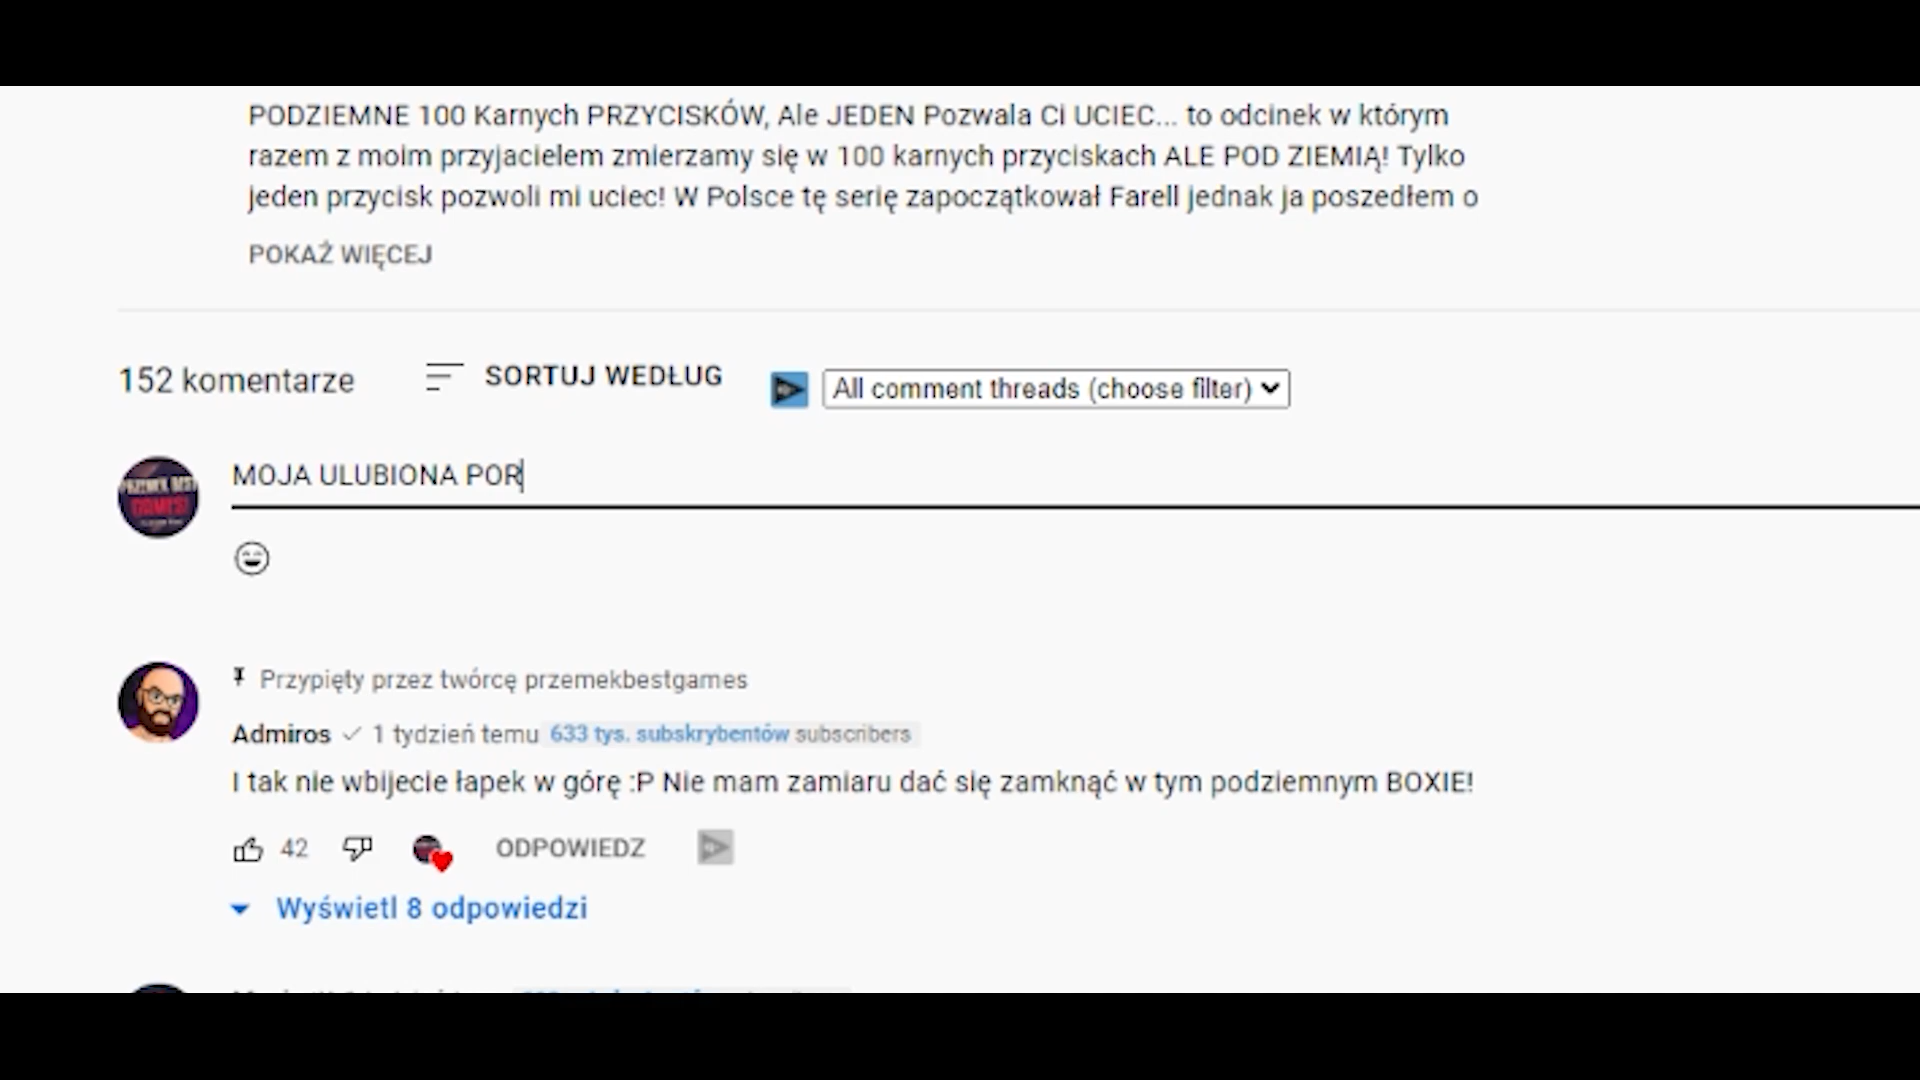 PODZIEMNE 100 Karnych PRZYCISKÓW, Ale JEDEN Pozwala Ci UCIEC... to odcinek w którym
razem z moim przyjacielem zmierzamy się w 100 karnych przyciskach ALE POD ZIEMIĄ! Tylko
jeden przycisk pozwoli mi uciec! W Polsce tę serię zapoczątkował Farell jednak ja poszedłem o
POKAŻ WIĘCEJ
152 komentarze SORTUJ WEDŁUG All comment threads (choose filter)
MOJA ULUBIONA POR
Przypięty przez twórcę przemekbestgames
Admiros 1 tydzień temu 633 tys. subskrybentów subscribers
I tak nie wbijecie łapek w górę :P Nie mam zamiaru dać się zamknąć w tym podziemnym BOXIE!
42 ODPOWIEDZ
Wyświetl 8 odpowiedzi